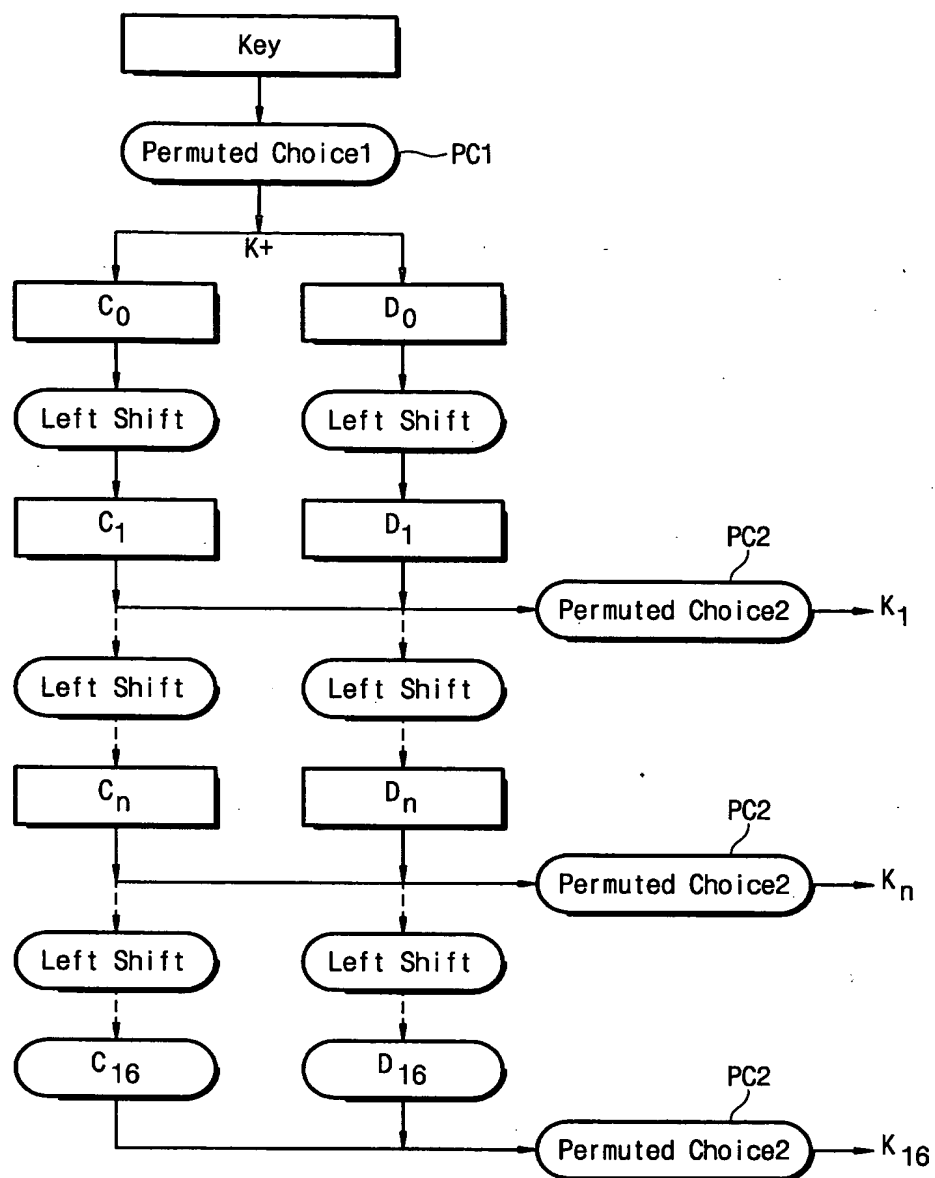 Key
Permuted Choice1
PC1
K+
C0
D0
Left Shift
Left Shift
C1
D1
PC2
Permuted Choice2
K1
Left Shift
Left Shift
Cn
Dn
PC2
Permuted Choice2
Kn
Left Shift
Left Shift
C16
D16
PC2
Permuted Choice2
K16